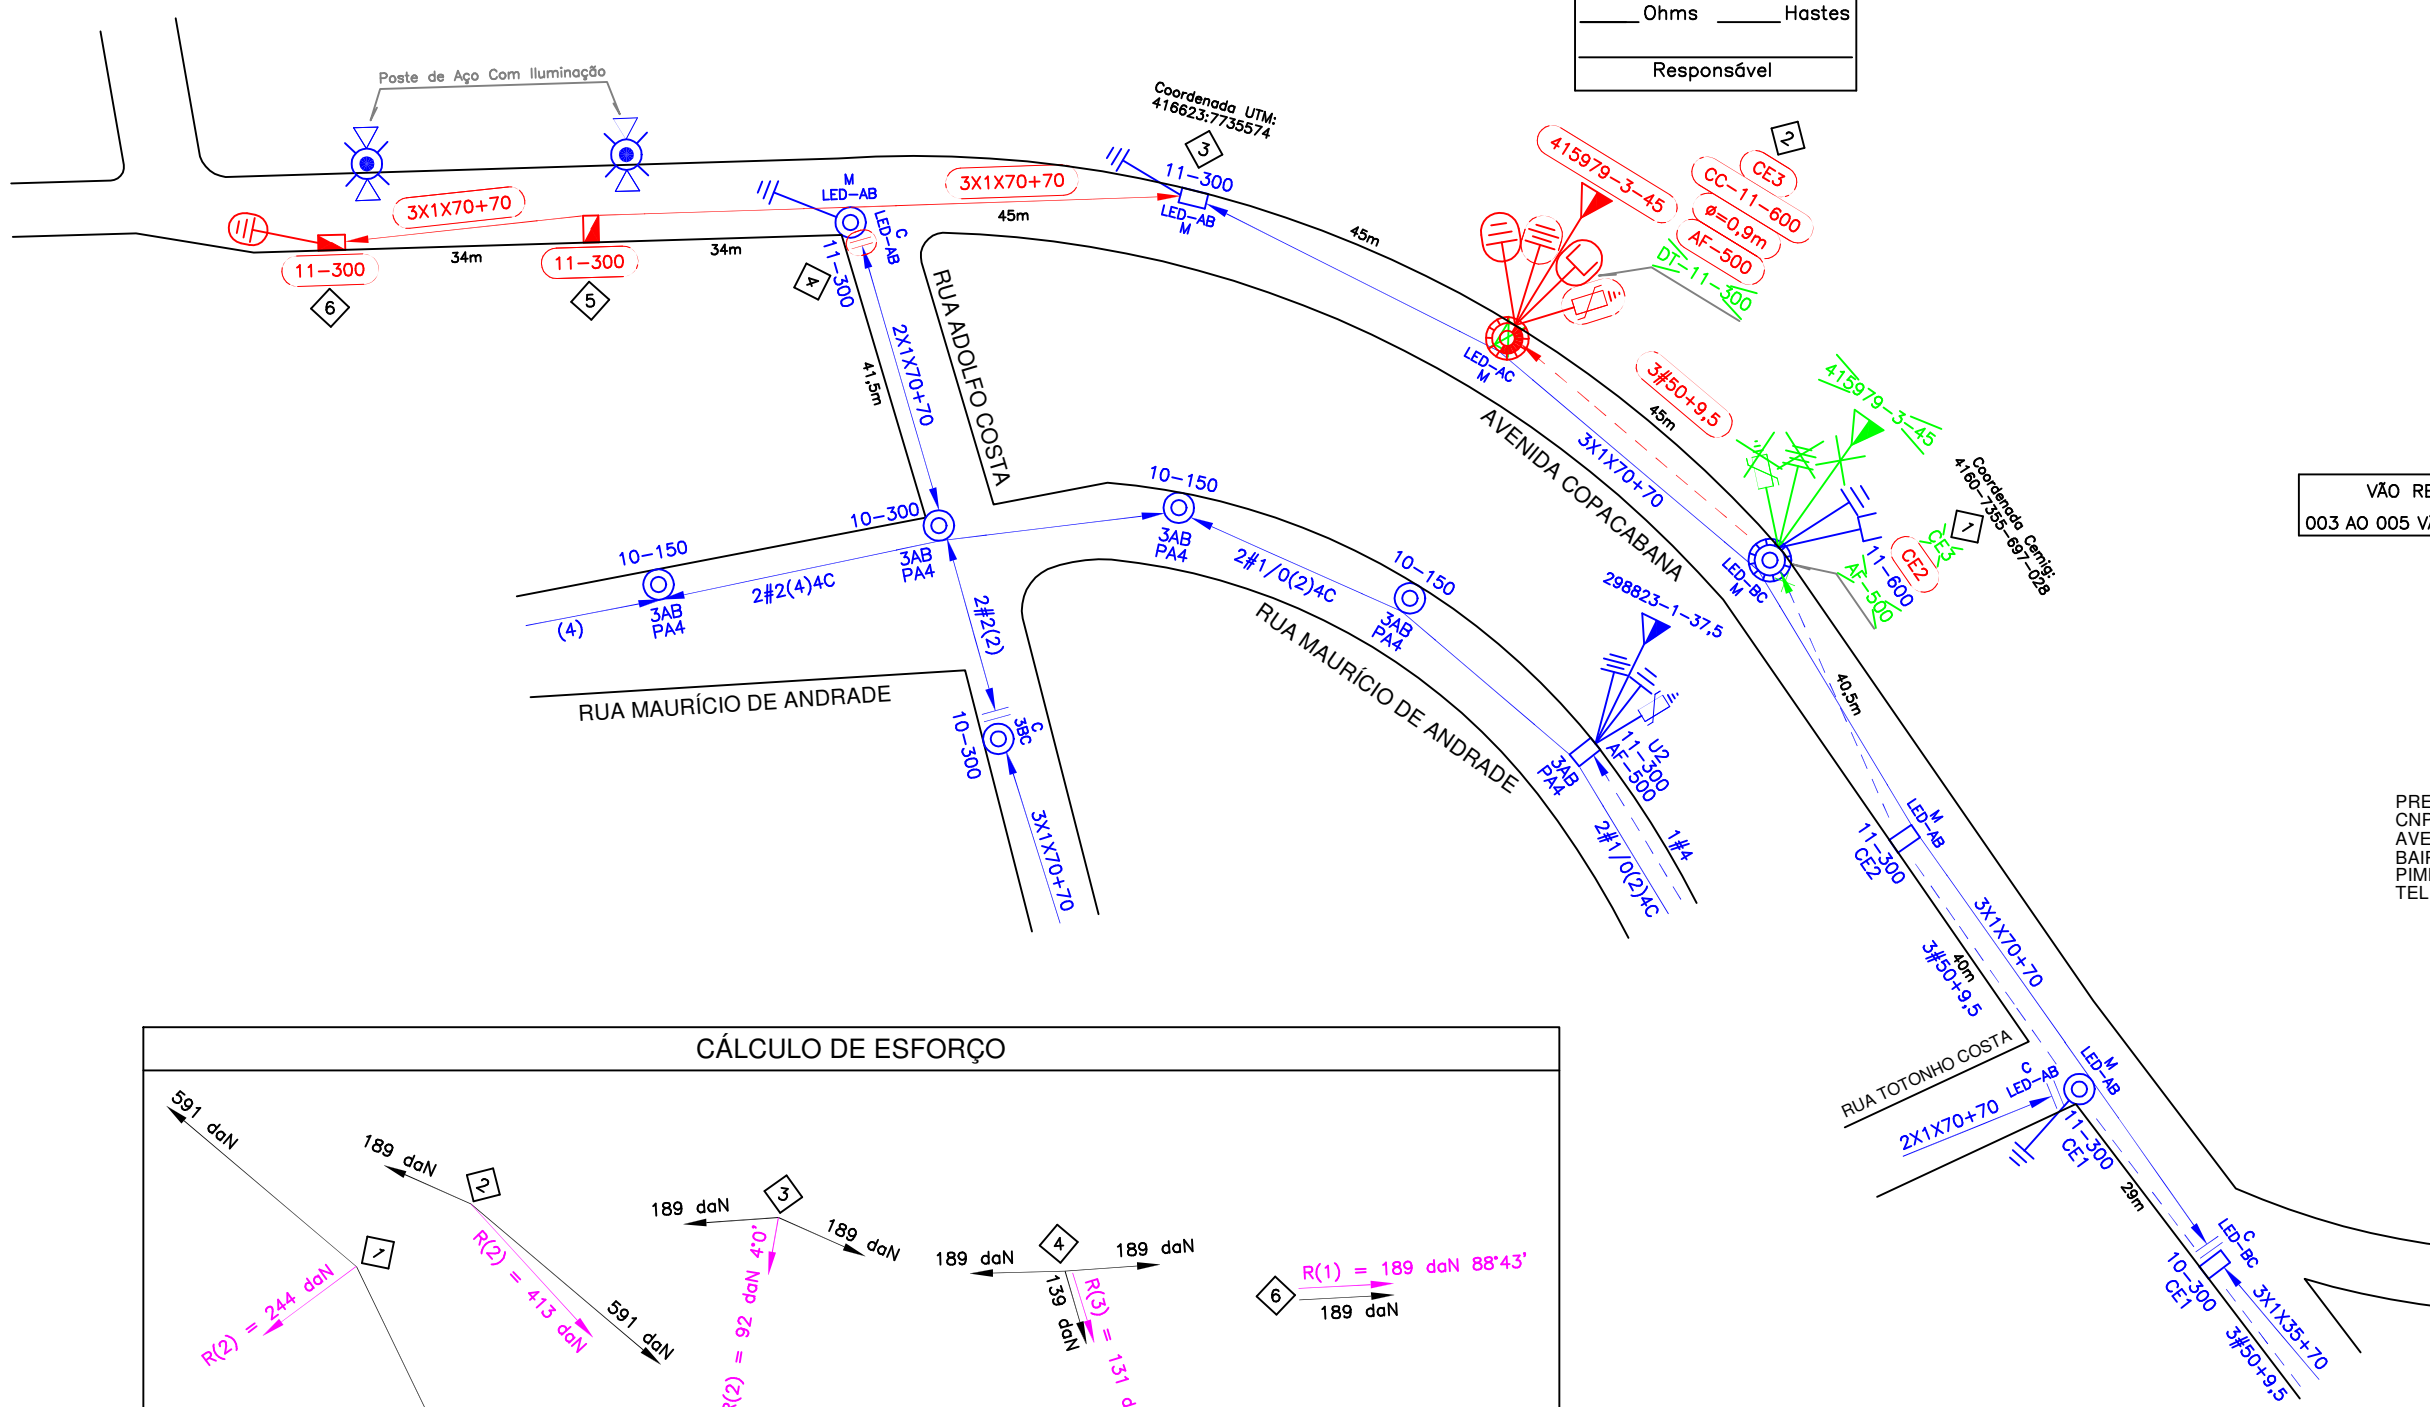 Ohms Hastes
Responsável
Poste de Aço Com Iluminação
Coordenada UTM:
416623:7735574
3
11-300
LED-AB
M
3X1X70+70
45m
M
LED-AB
C
LED-AB
11-300
4
3X1X70+70
34m
34m
11-300
6
11-300
5
45m
2
415979-3-45
CE3
CC-11-600
ø=0,9m
AF-500
DT-11-300
LED-AC
M
3#50+9,5
45m
3X1X70+70
415979-3-45
Coordenada Cemig:
4160-7355-697-028
1
CE3
CE2
11-600
AF-500
LED-BC
M
AVENIDA COPACABANA
RUA ADOLFO COSTA
2X1X70+70
41,5m
10-300
3AB
PA4
10-150
3AB
PA4
(4)
2#2(4)4C
10-150
3AB
PA4
2#1/0(2)4C
10-150
3AB
PA4
298823-1-37,5
U2
11-300
AF-500
3AB
PA4
1#4
2#1/0(2)4C
RUA MAURÍCIO DE ANDRADE
RUA MAURÍCIO DE ANDRADE
2#2(2)
C
3BC
10-300
3X1X70+70
40,5m
M
LED-AB
11-300
CE2
3X1X70+70
40m
3#50+9,5
RUA TOTONHO COSTA
C
LED-AB
M
LED-AB
2X1X70+70
11-300
CE1
29m
C
LED-BC
10-300
CE1
3X1X35+70
3#50+9,5
VÃO RE
003 AO 005 V
PRE
CNP
AVE
BAIR
PIM
TEL
CÁLCULO DE ESFORÇO
591 daN
1
R(2) = 244 daN
189 daN
2
R(2) = 413 daN
591 daN
189 daN
3
189 daN
R(2) = 92 daN 4°0'
189 daN
4
189 daN
139 daN
R(3) = 131 d
6
R(1) = 189 daN 88°43'
189 daN